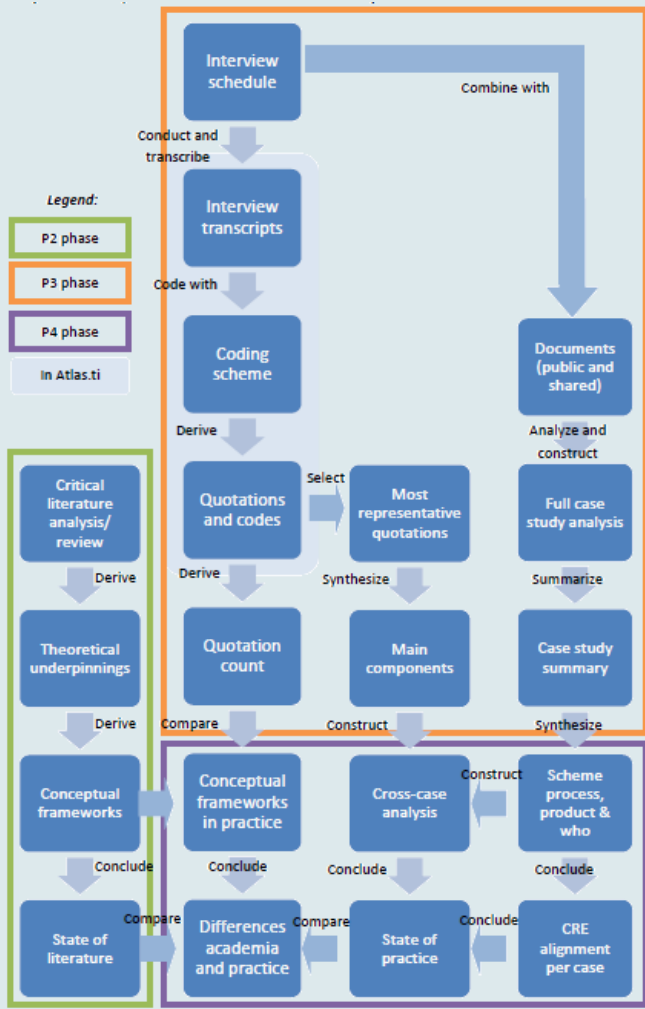 Interview
schedule
Combine with
Conduct and
transcribe
Legend:
P2 phase
P3 phase
P4 phase
In Atlas.ti
Interview
transcripts
Code with
Coding
scheme
Documents
(public and
shared)
Derive
Analyze and
construct
Critical
literature
analysis/
review
Quotations
and codes
Select
Most
representative
quotations
Full case
study analysis
Derive
Derive
Synthesize
Summarize
Theoretical
underpinnings
Quotation
count
Main
components
Case study
summary
Derive
Compare
Construct
Synthesize
Conceptual
frameworks
Conceptual
frameworks
in practice
Cross-case
analysis
Construct
Scheme
process,
product &
who
Conclude
Conclude
Conclude
Conclude
State of
literature
Compare
Differences
academia
and practice
Compare
State of
practice
Conclude
CRE
alignment
per case